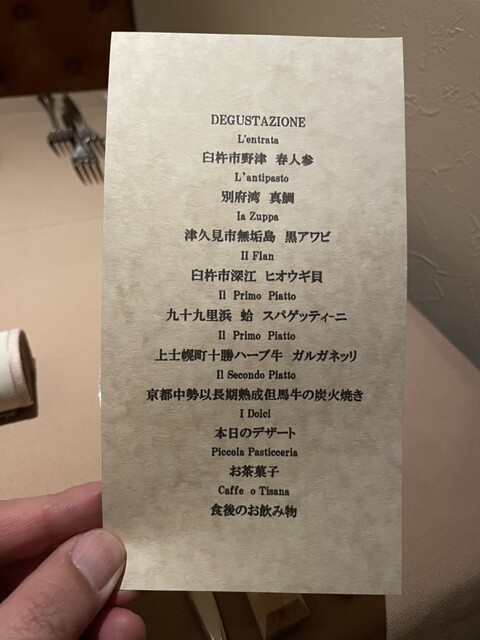 DEGUSTAZIONE
L'entrata
臼杵市野津 春人参
L'antipasto
別府湾 真鯛
la Zuppa
津久見市無垢島 黒アワビ
Il Flan
臼杵市深江 ヒオウギ貝
Il Primo Piatto
九十九里浜 蛤 スパゲッティーニ
Il Primo Piatto
上士幌町十勝ハーブ牛 ガルガネッリ
Il Secondo Piatto
京都中勢以長期熟成但馬牛の炭火焼き
I Dolci
本日のデザート
Piccola Pasticceria
お茶菓子
Caffe o Tisana
食後のお飲み物